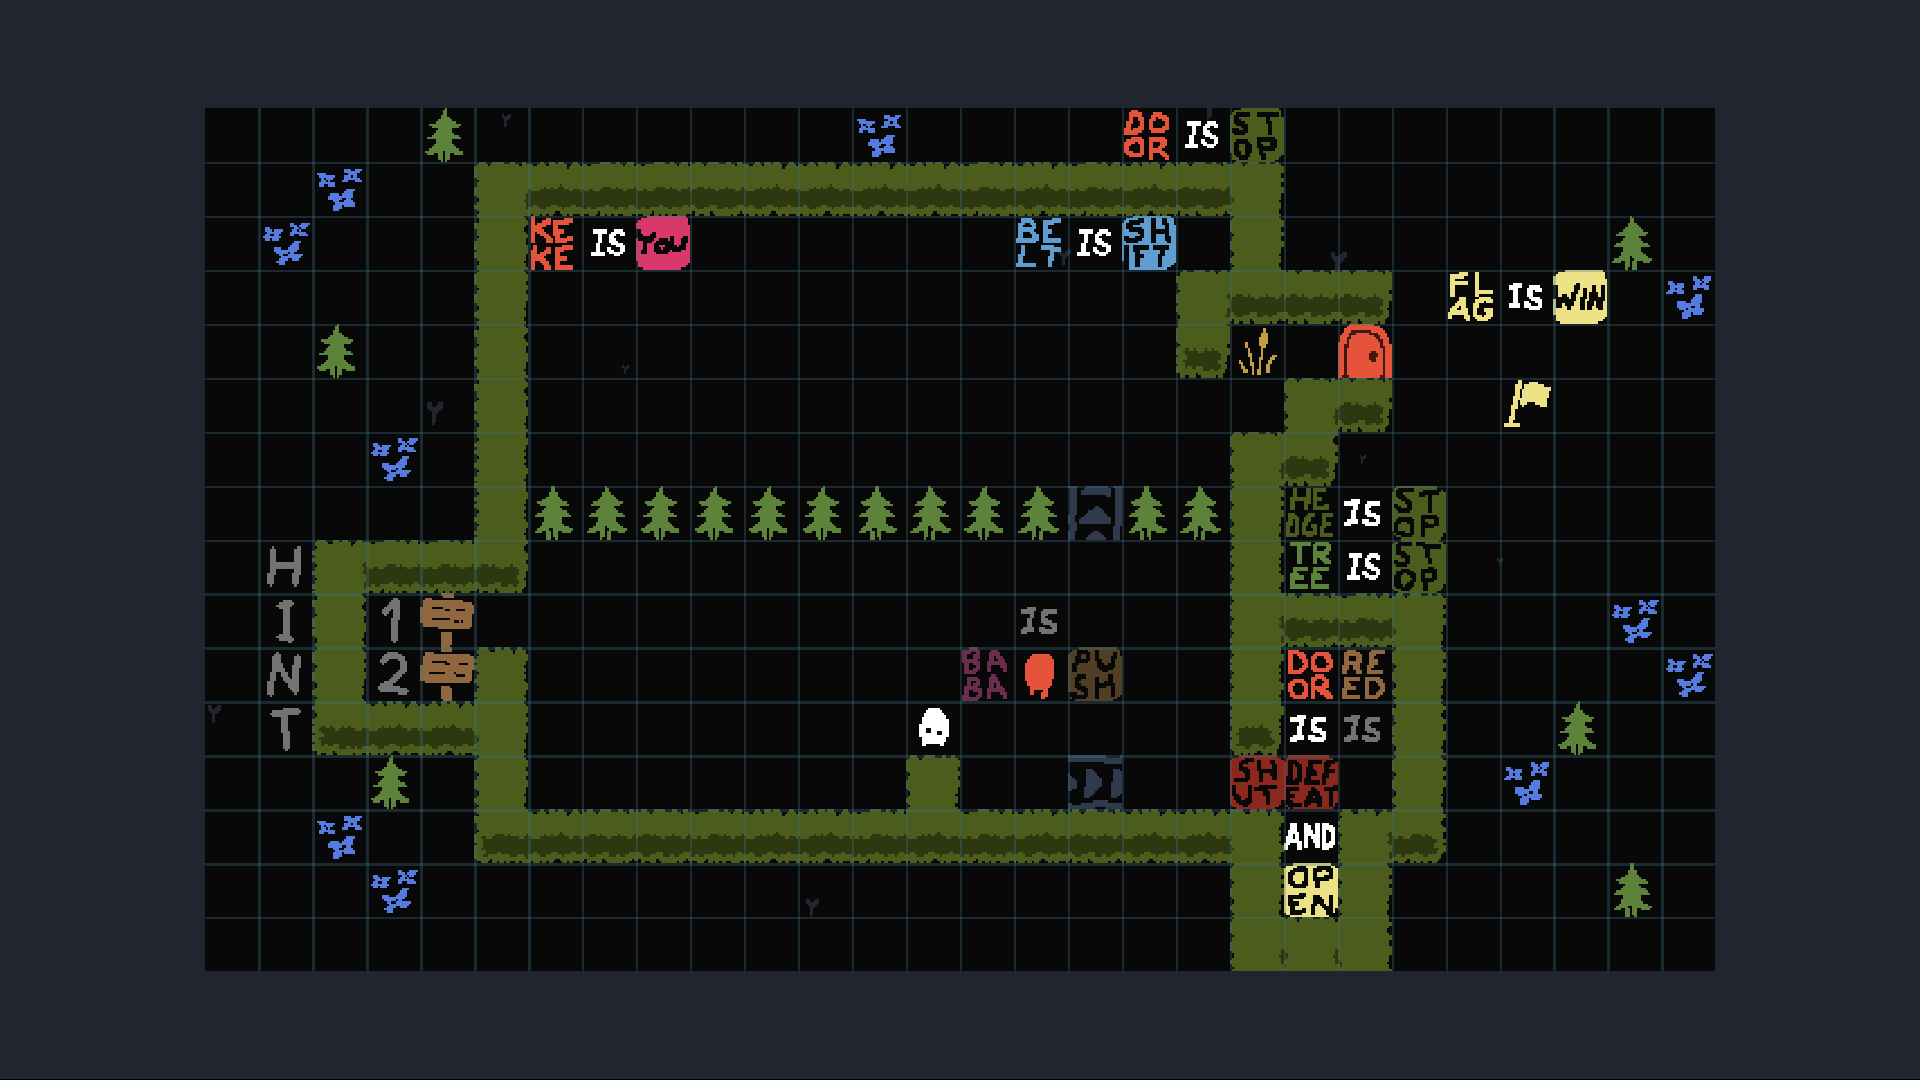 DOOR IS STOP
KEKE IS YOU
BELT IS SHIFT
FLAG IS WIN
HEDGE IS STOP
TREE IS STOP
HINT
1
2
IS
BABA PUSH
DOOR REED
IS IS
SHUT DEFEAT
AND
OPEN